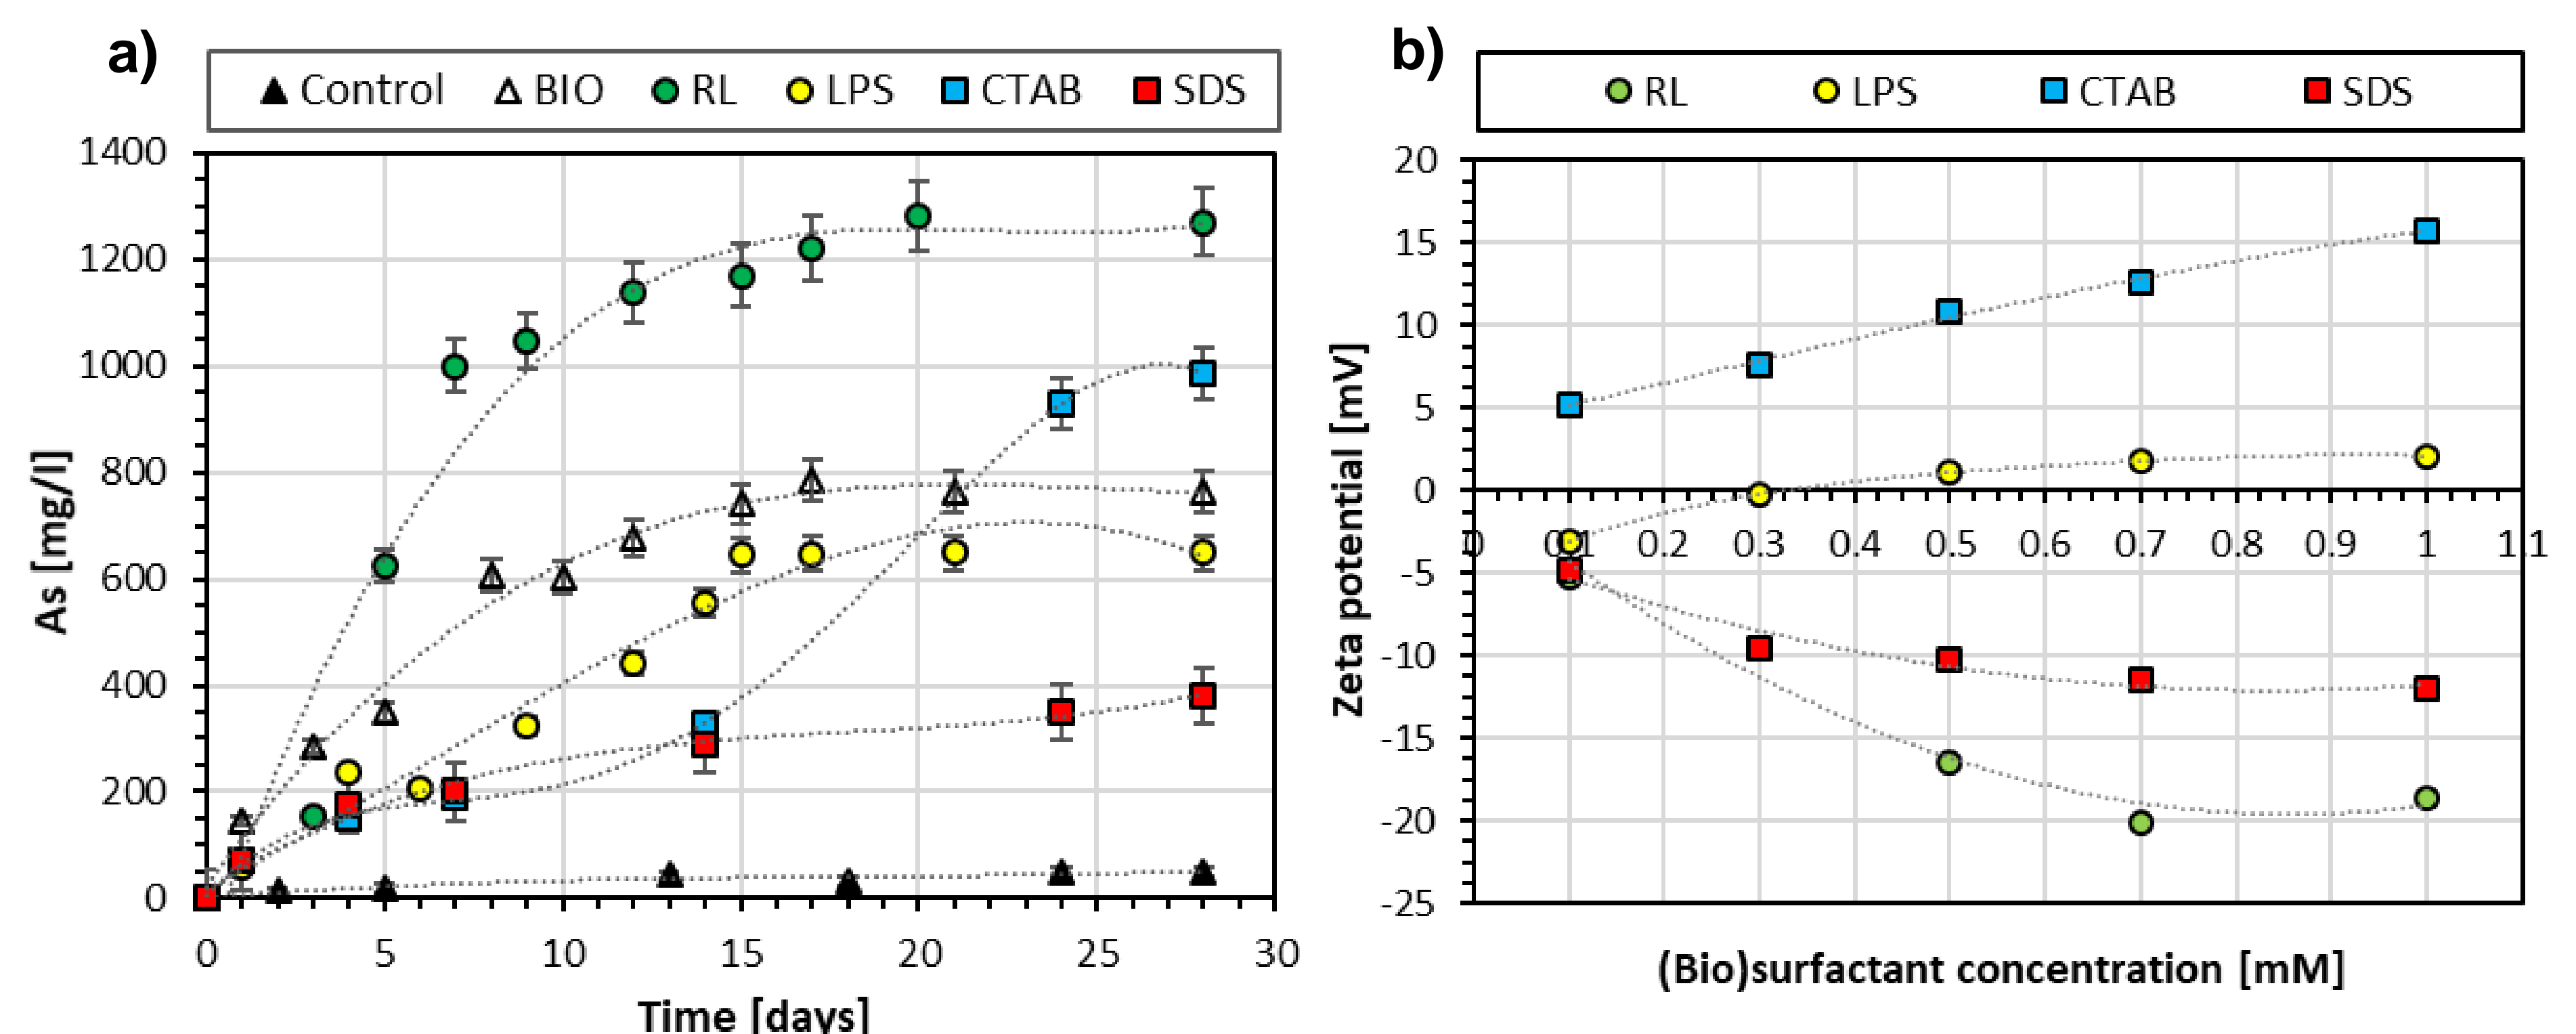 a)
Control BIO RL LPS CTAB SDS
1400
1200
1000
800
600
400
200
0
As [mg/l]
0 5 10 15 20 25 30
Time [days]
b)
RL LPS CTAB SDS
20
15
10
5
0
-5
-10
-15
-20
-25
Zeta potential [mV]
0 0.1 0.2 0.3 0.4 0.5 0.6 0.7 0.8 0.9 1 1.1
(Bio)surfactant concentration [mM]